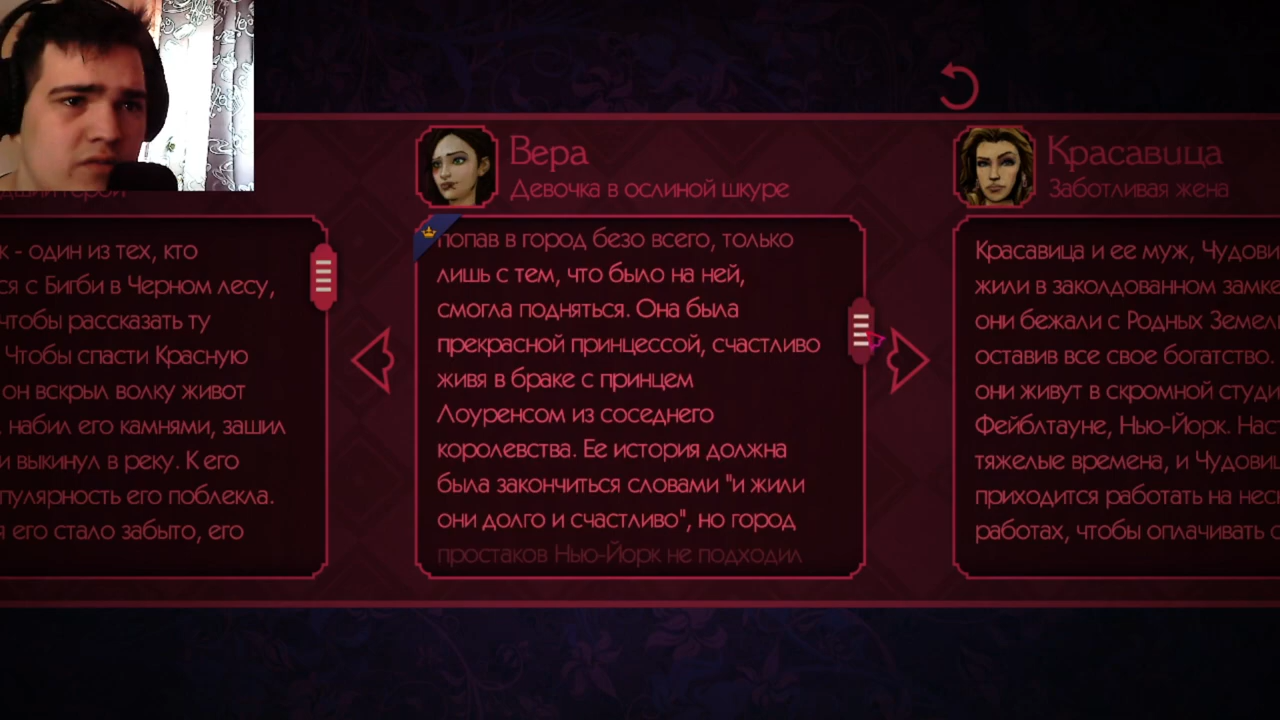 Вера
Девочка в ослиной шкуре
попав в город безо всего, только
лишь с тем, что было на ней,
смогла подняться. Она была
прекрасной принцессой, счастливо
живя в браке с принцем
Лоуренсом из соседнего
королевства. Ее история должна
была закончиться словами "и жили
они долго и счастливо", но город
простаков Нью-Йорк не подходил
Красавица
Заботливая жена
Красавица и ее муж, Чудови
жили в заколдованном замке
они бежали с Родных Земел
оставив все свое богатство.
они живут в скромной студи
Фейблтауне, Нью-Йорк. Наст
тяжелые времена, и Чудовищ
приходится работать на неск
работах, чтобы оплачивать с
герой
к - один из тех, кто
ся с Бигби в Черном лесу,
чтобы рассказать ту
Чтобы спасти Красную
он вскрыл волку живот
набил его камнями, зашил
и выкинул в реку. К его
пулярность его поблекла.
я его стало забыто, его